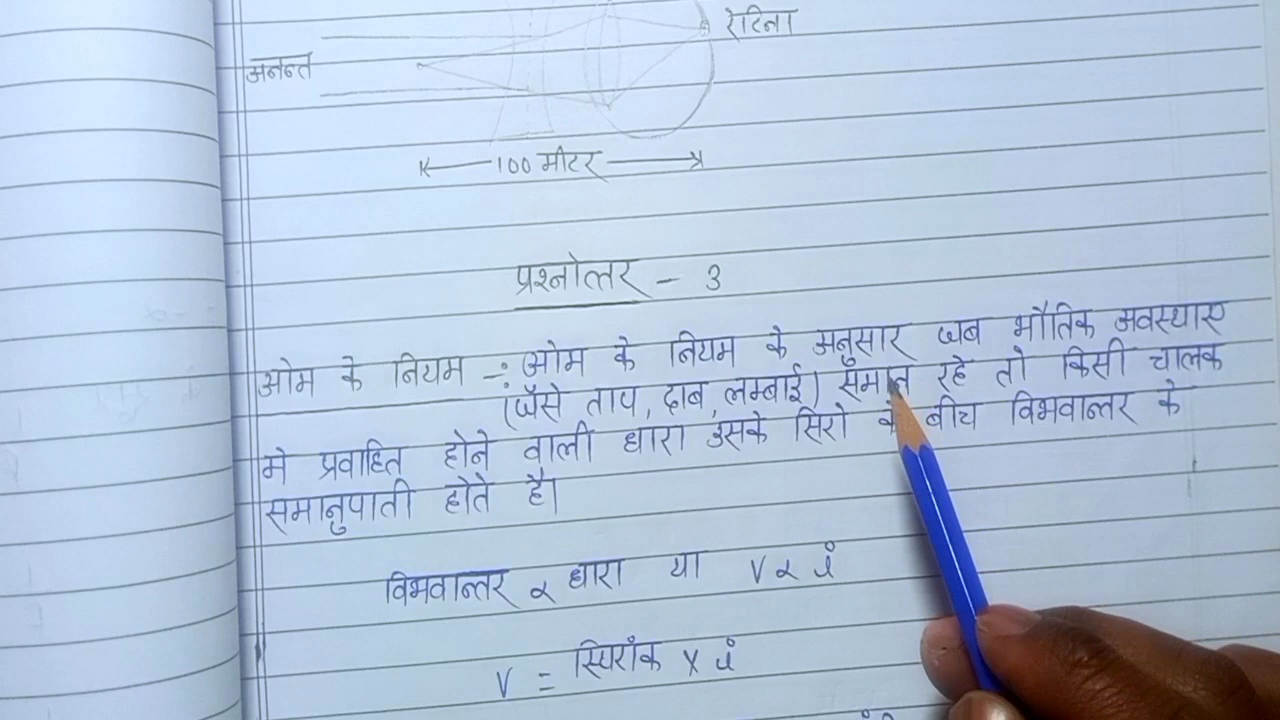 रेटिना
अनन्त
100 मीटर
प्रश्नोत्तर - 3
ओम के नियम -: ओम के नियम के अनुसार जब भौतिक अवस्थाए
(जैसे ताप, दाब, लम्बाई) समान रहे तो किसी चालक
मे प्रवाहित होने वाली धारा उसके सिरो के बीच विभवान्तर के
समानुपाती होते है।
विभवान्तर ∝ धारा या V ∝ i
V = स्थिरांक X i